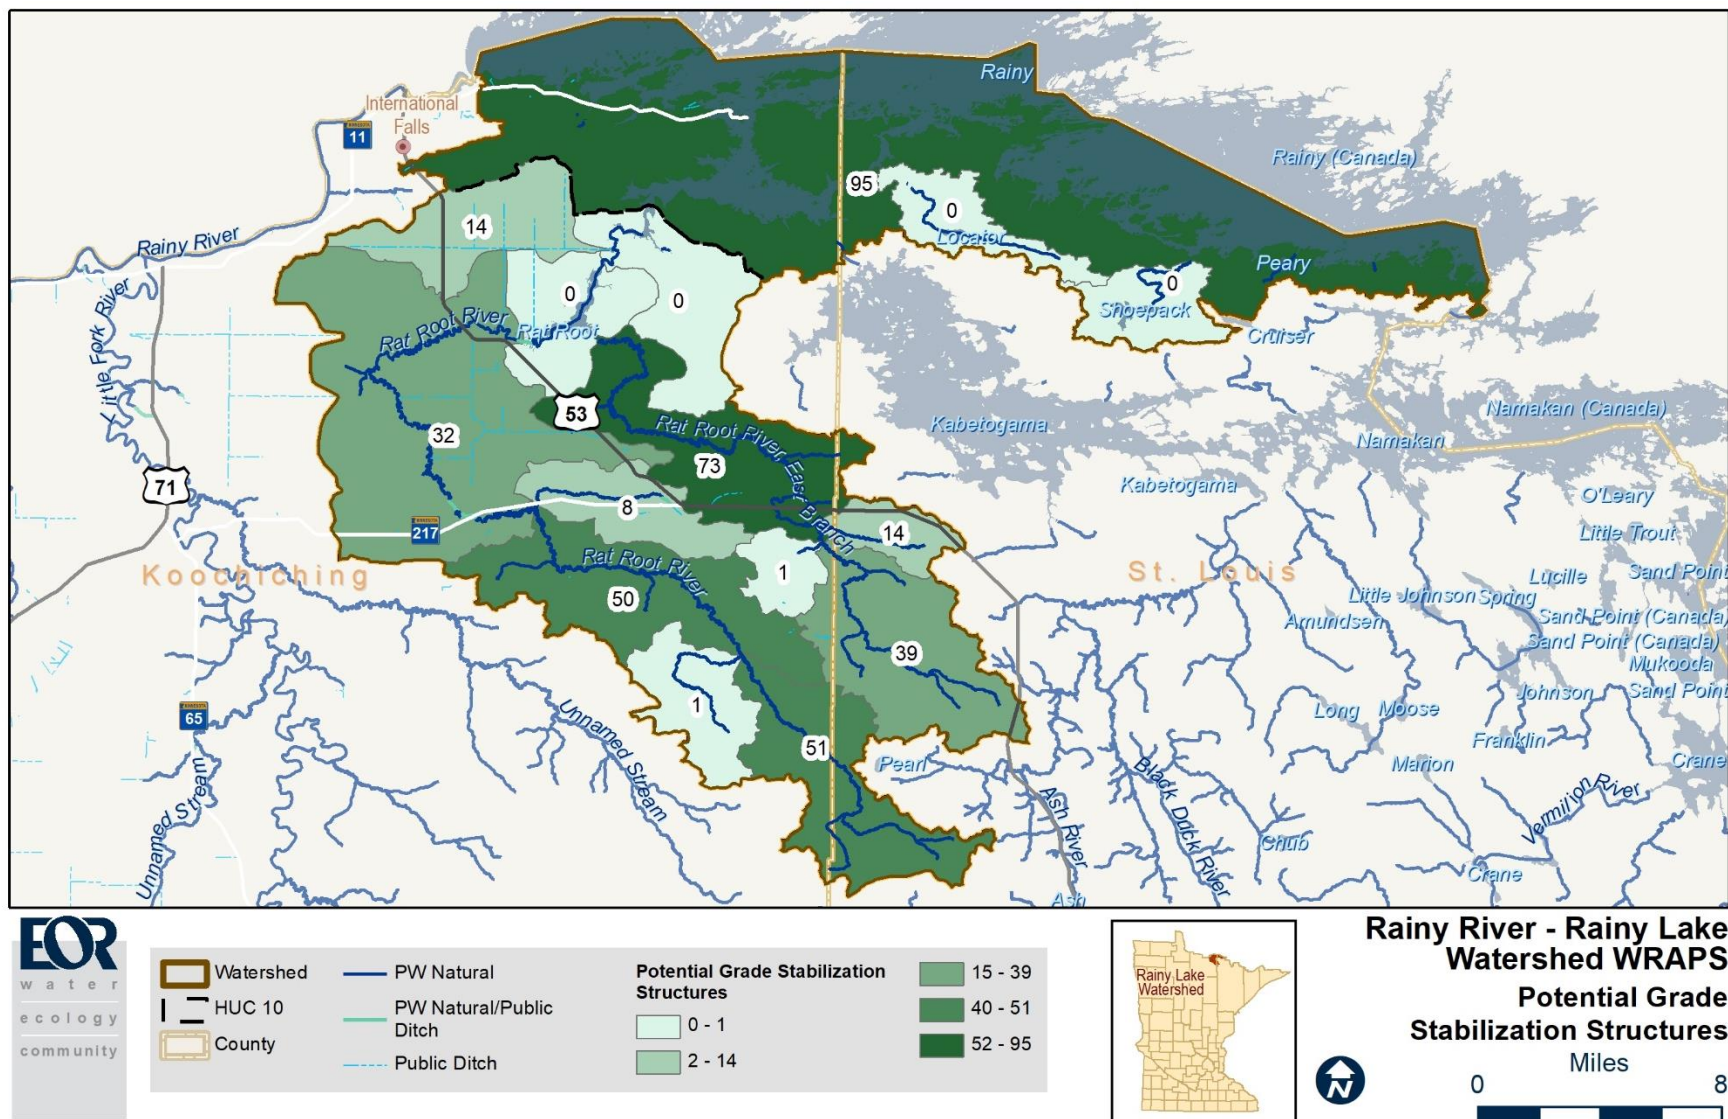 Rainy
International
Falls
11
Rainy (Canada)
95
0
14
Rainy River
Locator
Peary
0
0
0
Shoepack
Little Fork River
Rat Root River
Rat Root
Cruiser
53
Namakan (Canada)
Kabetogama
Rat Root River, East Branch
32
Namakan
73
71
Kabetogama
O'Leary
8
217
14
Little Trout
Rat Root River
Koochiching
1
St. Louis
Lucille
Sand Point
50
Little Johnson
Spring
Sand Point (Canada)
Amundsen
Sand Point (Canada)
39
Mukooda
Johnson
Sand Point
1
65
Unnamed Stream
Long
Moose
51
Franklin
Pearl
Marion
Crane
Unnamed Stream
Ash River
Black Duck River
Vermilion River
Chub
Crane
Ash
EOR
water
ecology
community
Watershed
HUC 10
County
PW Natural
PW Natural/Public
Ditch
Public Ditch
Potential Grade Stabilization
Structures
0 - 1
2 - 14
15 - 39
40 - 51
52 - 95
Rainy Lake
Watershed
Rainy River - Rainy Lake
Watershed WRAPS
Potential Grade
Stabilization Structures
N
Miles
0
8